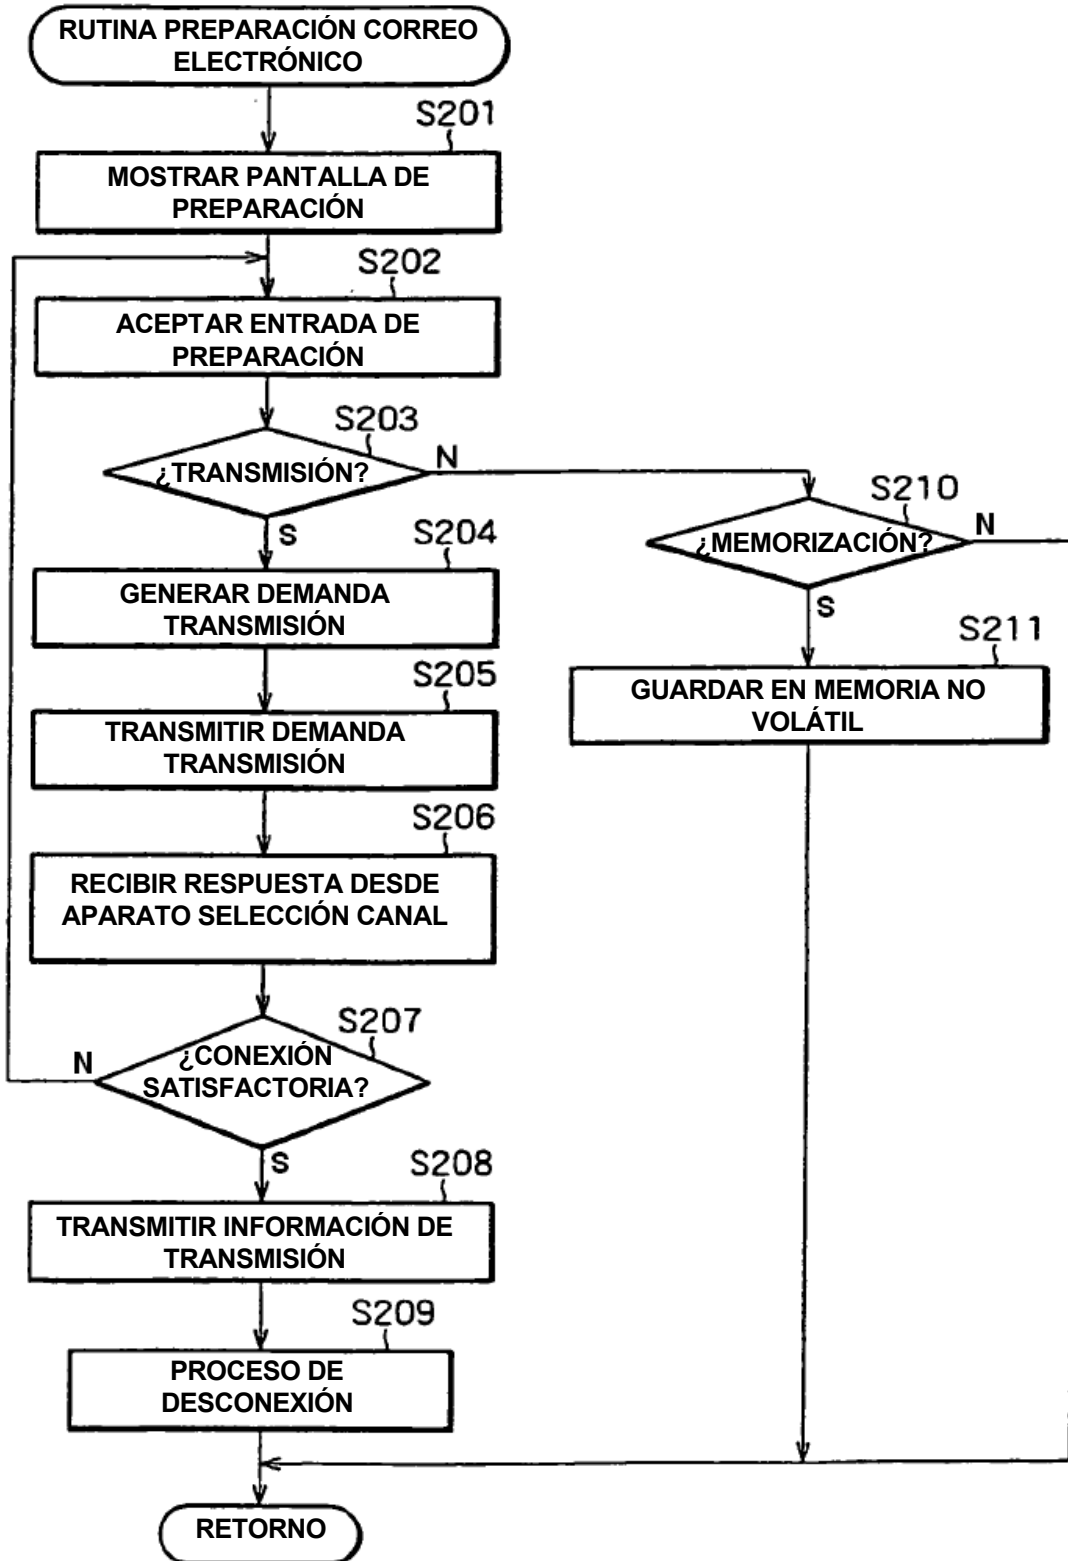 RUTINA PREPARACIÓN CORREO
ELECTRÓNICO
S201
MOSTRAR PANTALLA DE
PREPARACIÓN
S202
ACEPTAR ENTRADA DE
PREPARACIÓN
S203
¿TRANSMISIÓN?
N
S
S204
GENERAR DEMANDA
TRANSMISIÓN
S205
TRANSMITIR DEMANDA
TRANSMISIÓN
S206
RECIBIR RESPUESTA DESDE
APARATO SELECCIÓN CANAL
S207
¿CONEXIÓN
SATISFACTORIA?
N
S
S208
TRANSMITIR INFORMACIÓN DE
TRANSMISIÓN
S209
PROCESO DE
DESCONEXIÓN
S210
¿MEMORIZACIÓN?
N
S
S211
GUARDAR EN MEMORIA NO
VOLÁTIL
RETORNO